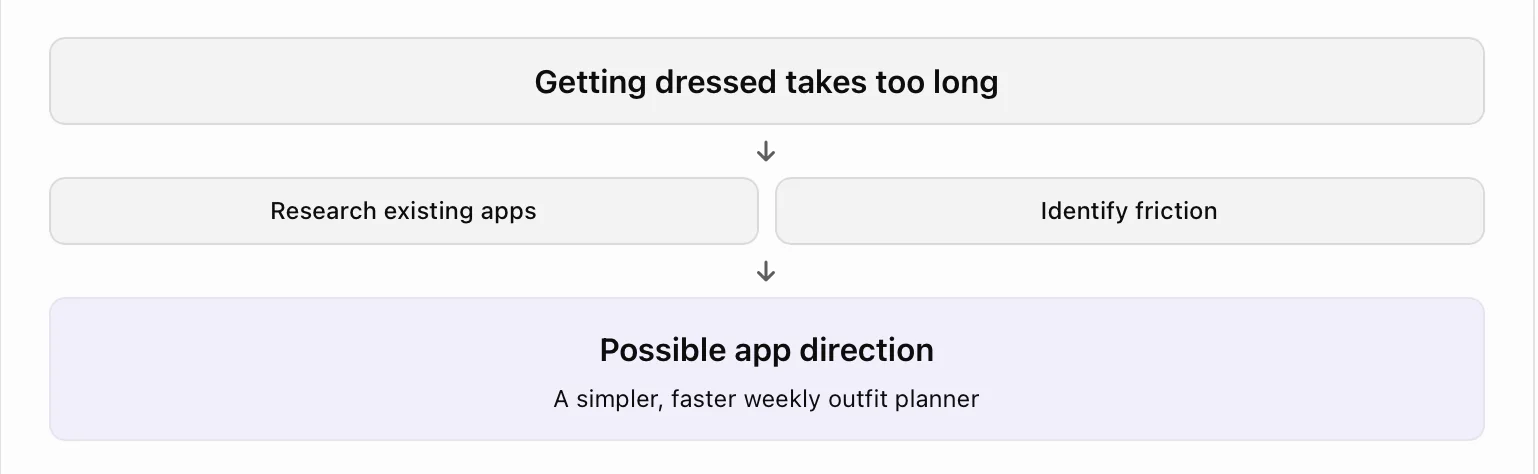 Getting dressed takes too long
Research existing apps
Identify friction
Possible app direction
A simpler, faster weekly outfit planner